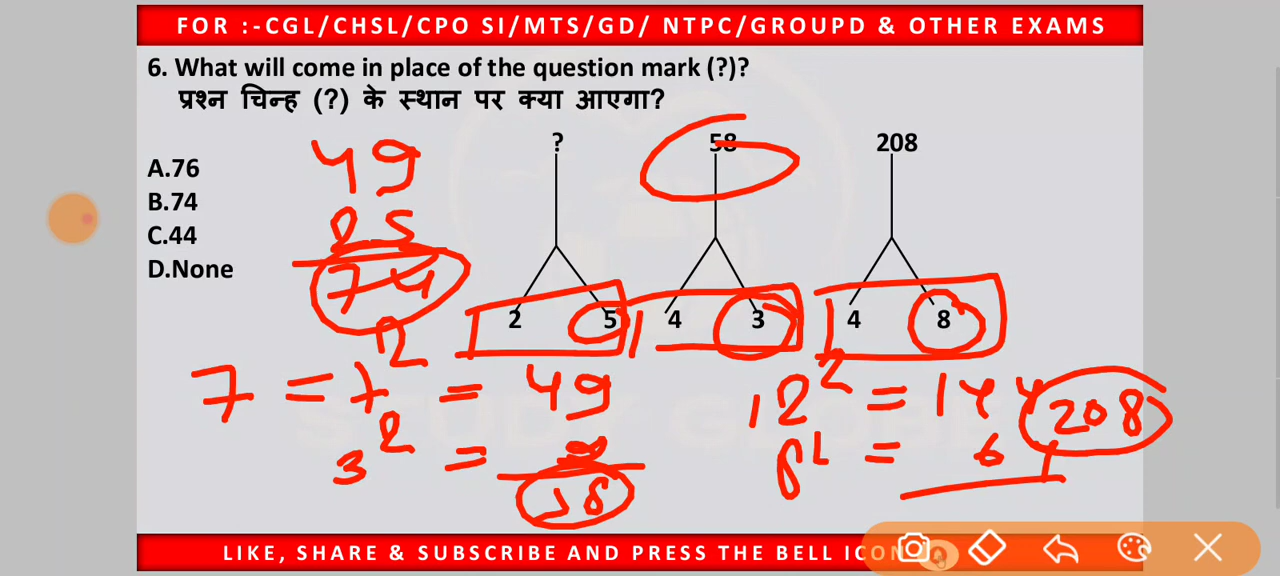 FOR :-CGL/CHSL/CPO SI/MTS/GD/ NTPC/GROUPD & OTHER EXAMS
6. What will come in place of the question mark (?)?
प्रश्न चिन्ह (?) के स्थान पर क्या आएगा?
? 58 208
A.76
B.74
C.44
D.None
49
25
74
2 5 4 3 4 8
7 = 7² = 49
3² = 9
58
12² = 144
8² = 64
208
LIKE, SHARE & SUBSCRIBE AND PRESS THE BELL ICON